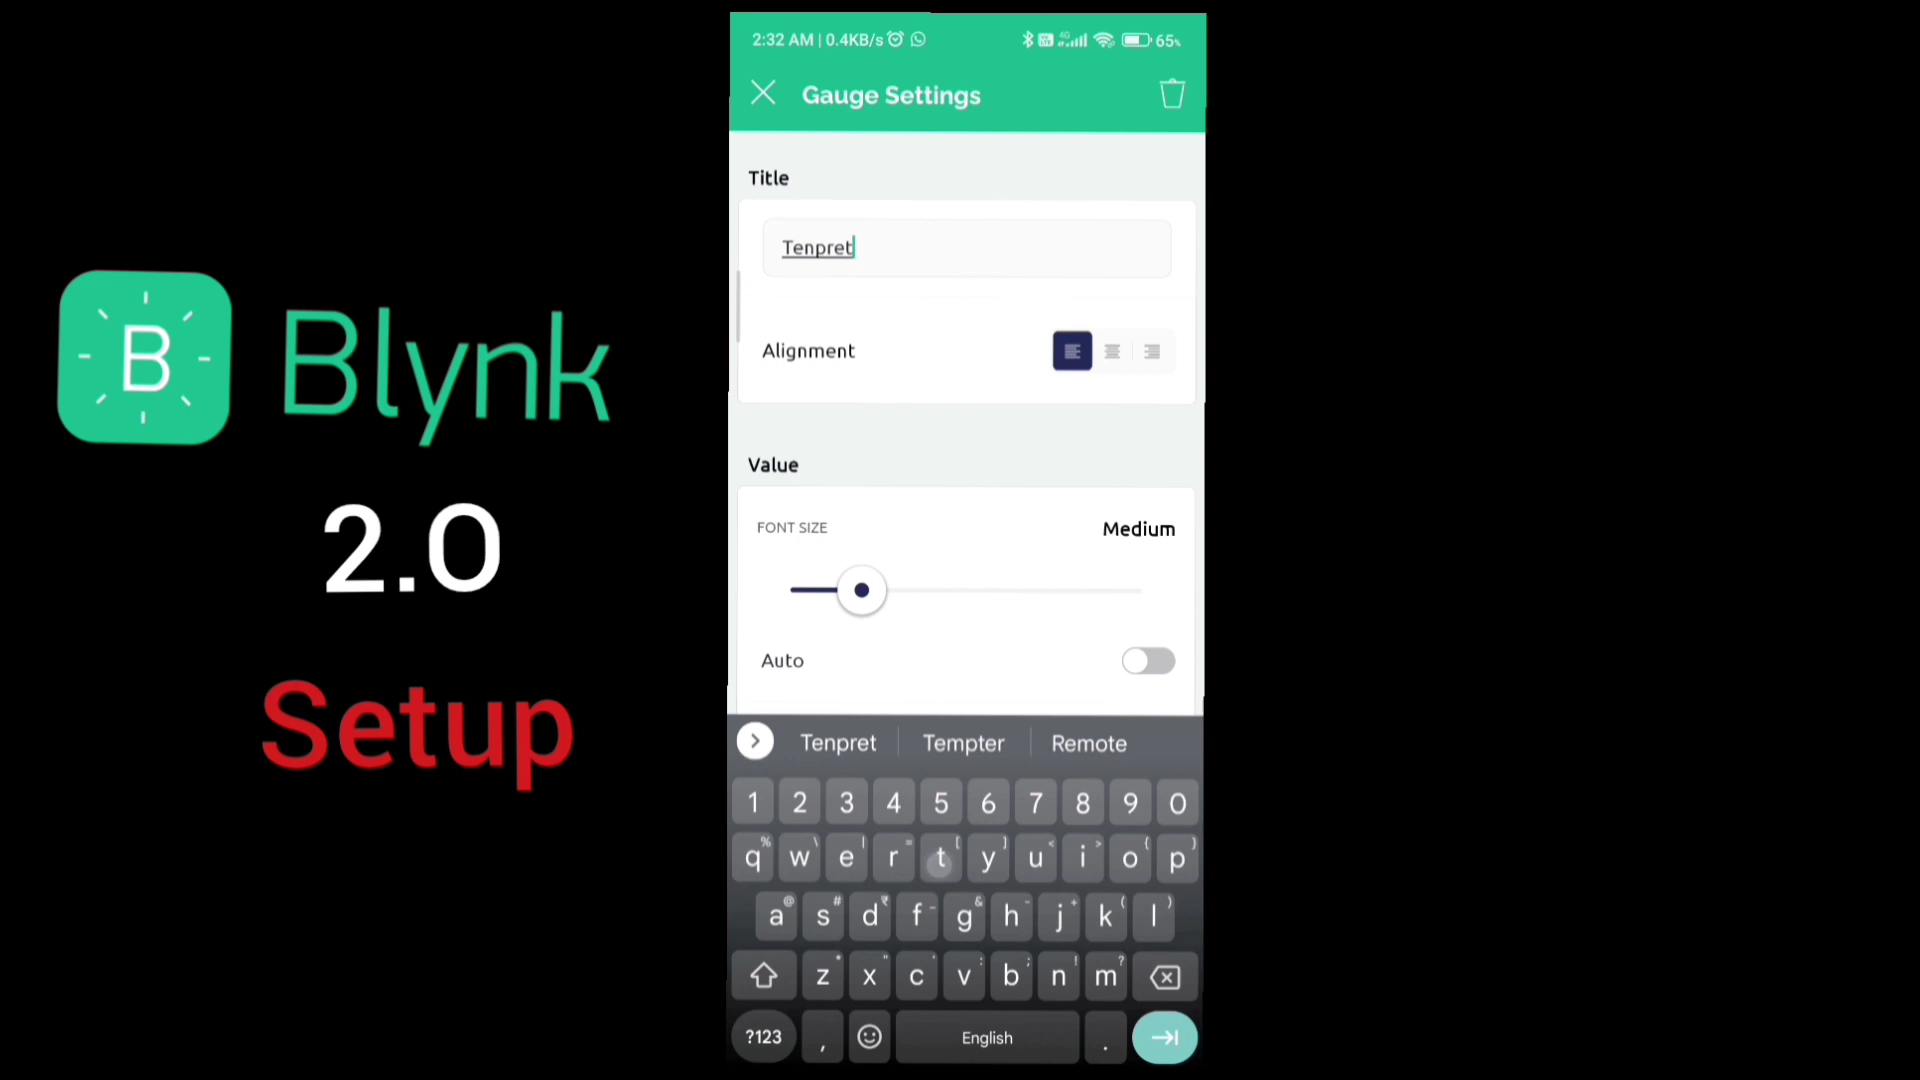 B Blynk
2.0
Setup
2:32 AM | 0.4KB/s
4G 65%
Gauge Settings
Title
Tenpret
Alignment
Value
FONT SIZE Medium
Auto
Tenpret Tempter Remote
1 2 3 4 5 6 7 8 9 0
q w e r t y u i o p
a s d f g h j k l
z x c v b n m
?123 , English .